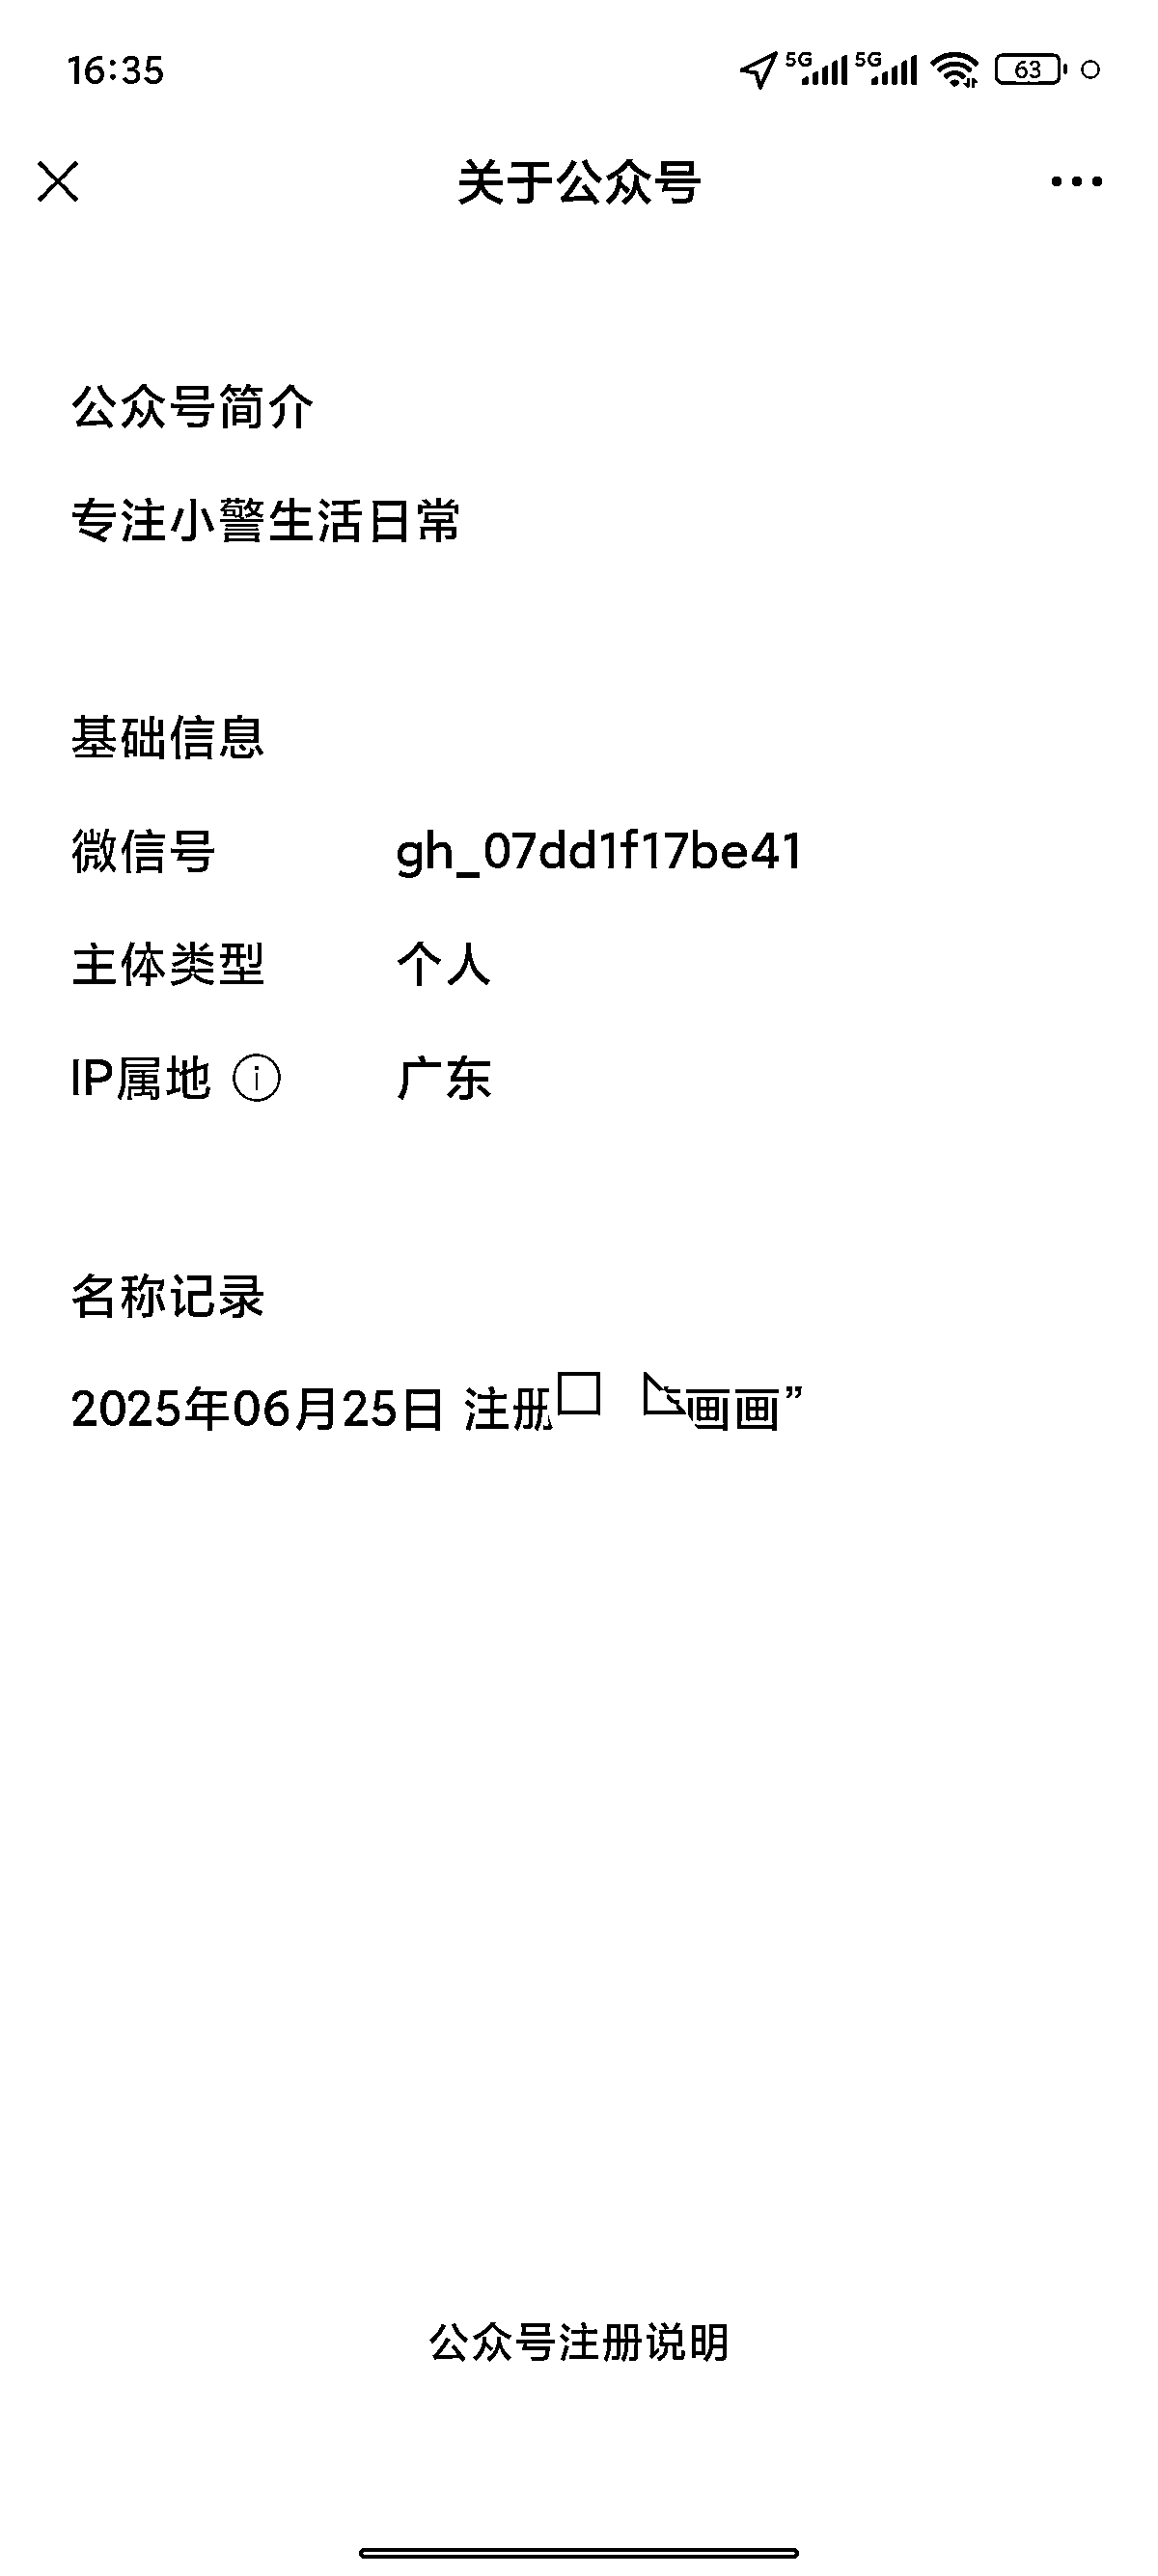 16:35 5G 5G 63
关于公众号
公众号简介
专注小警生活日常
基础信息
微信号 gh_07dd1f17be41
主体类型 个人
IP属地 广东
名称记录
2025年06月25日 注册 画画”
公众号注册说明